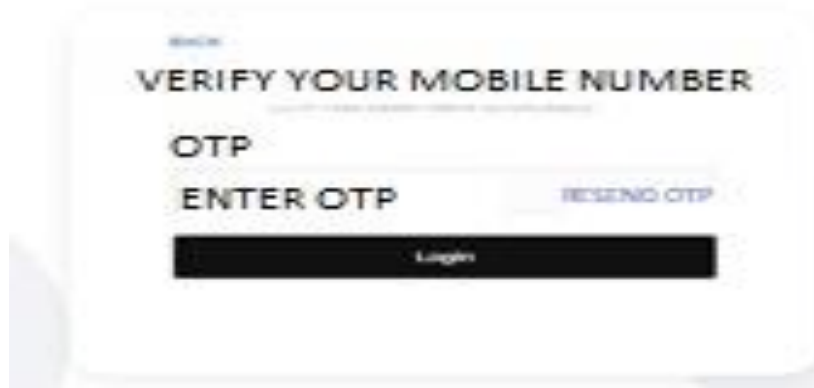 BACK
VERIFY YOUR MOBILE NUMBER
OTP
ENTER OTP RESEND OTP
Login